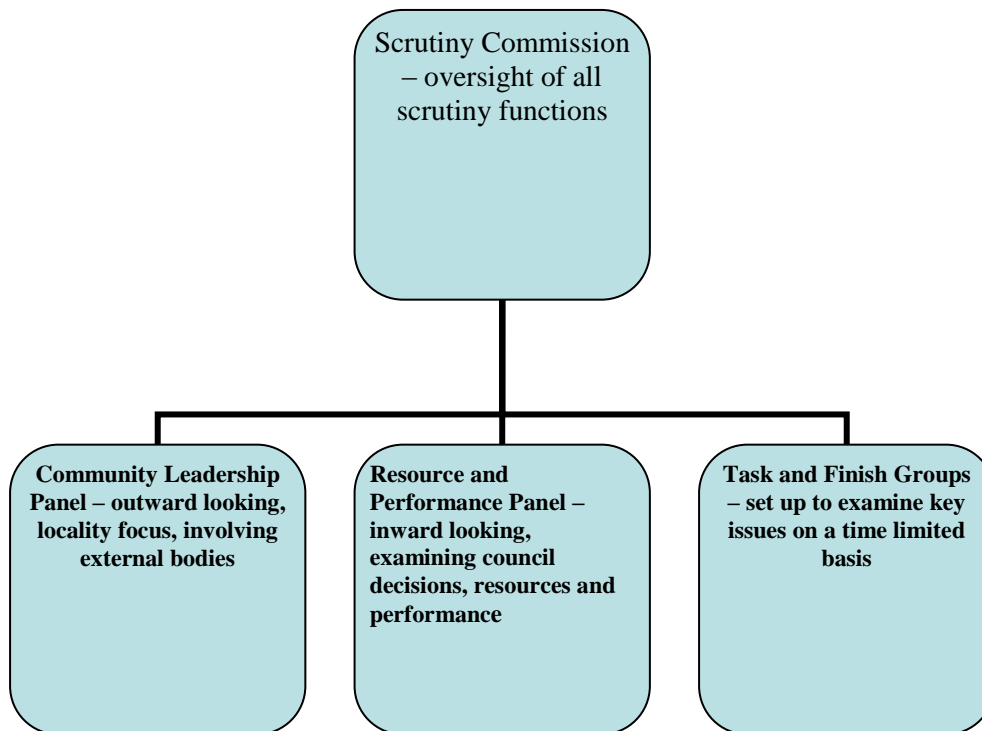 Scrutiny Commission
– oversight of all
scrutiny functions
Community Leadership
Panel – outward looking,
locality focus, involving
external bodies
Resource and
Performance Panel –
inward looking,
examining council
decisions, resources and
performance
Task and Finish Groups
– set up to examine key
issues on a time limited
basis